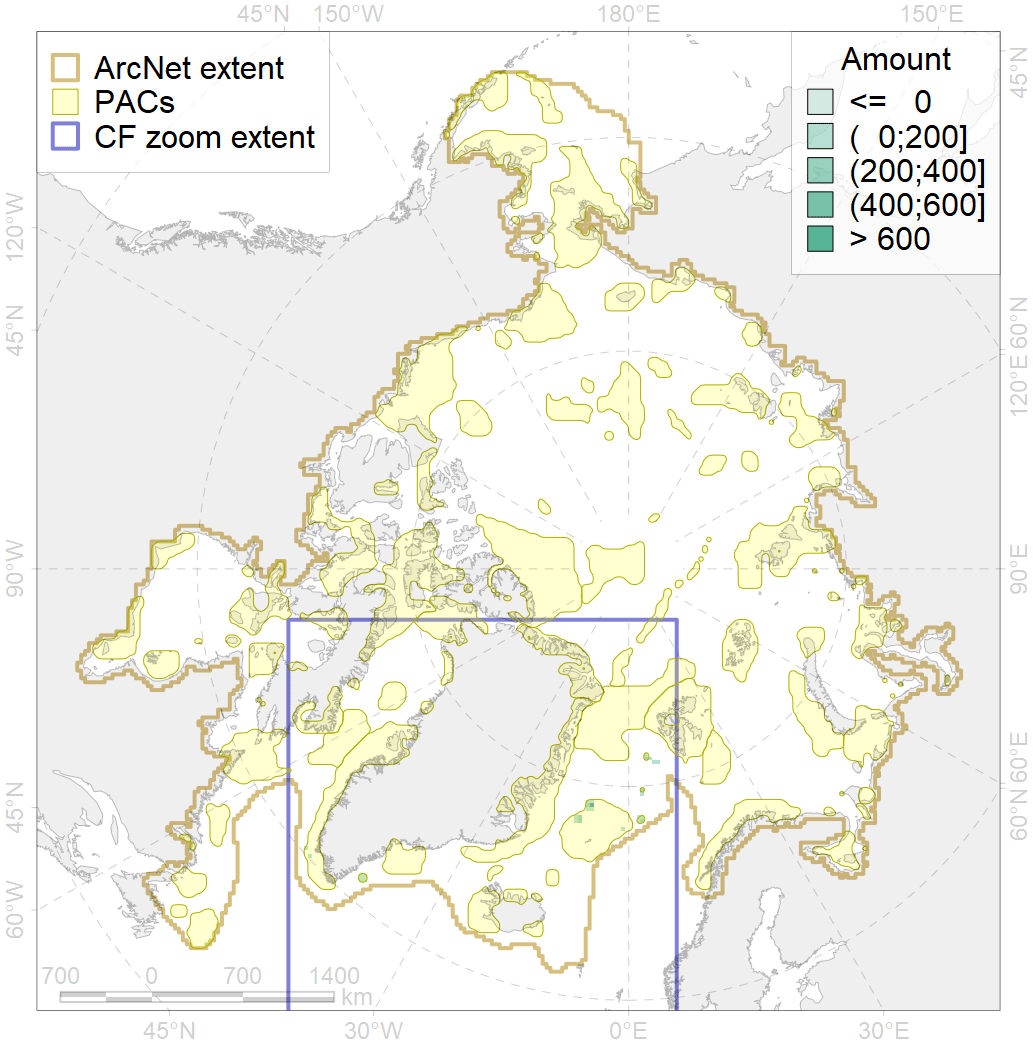 45°N 150°W 180°E 150°E
ArcNet extent
PACs
CF zoom extent
Amount
<= 0
( 0;200]
(200;400]
(400;600]
> 600
45°N
120°W
60°N
45°N
120°E
90°W
90°E
60°E
45°N
60°N
60°W
700 0 700 1400
km
45°N 30°W 0°E 30°E